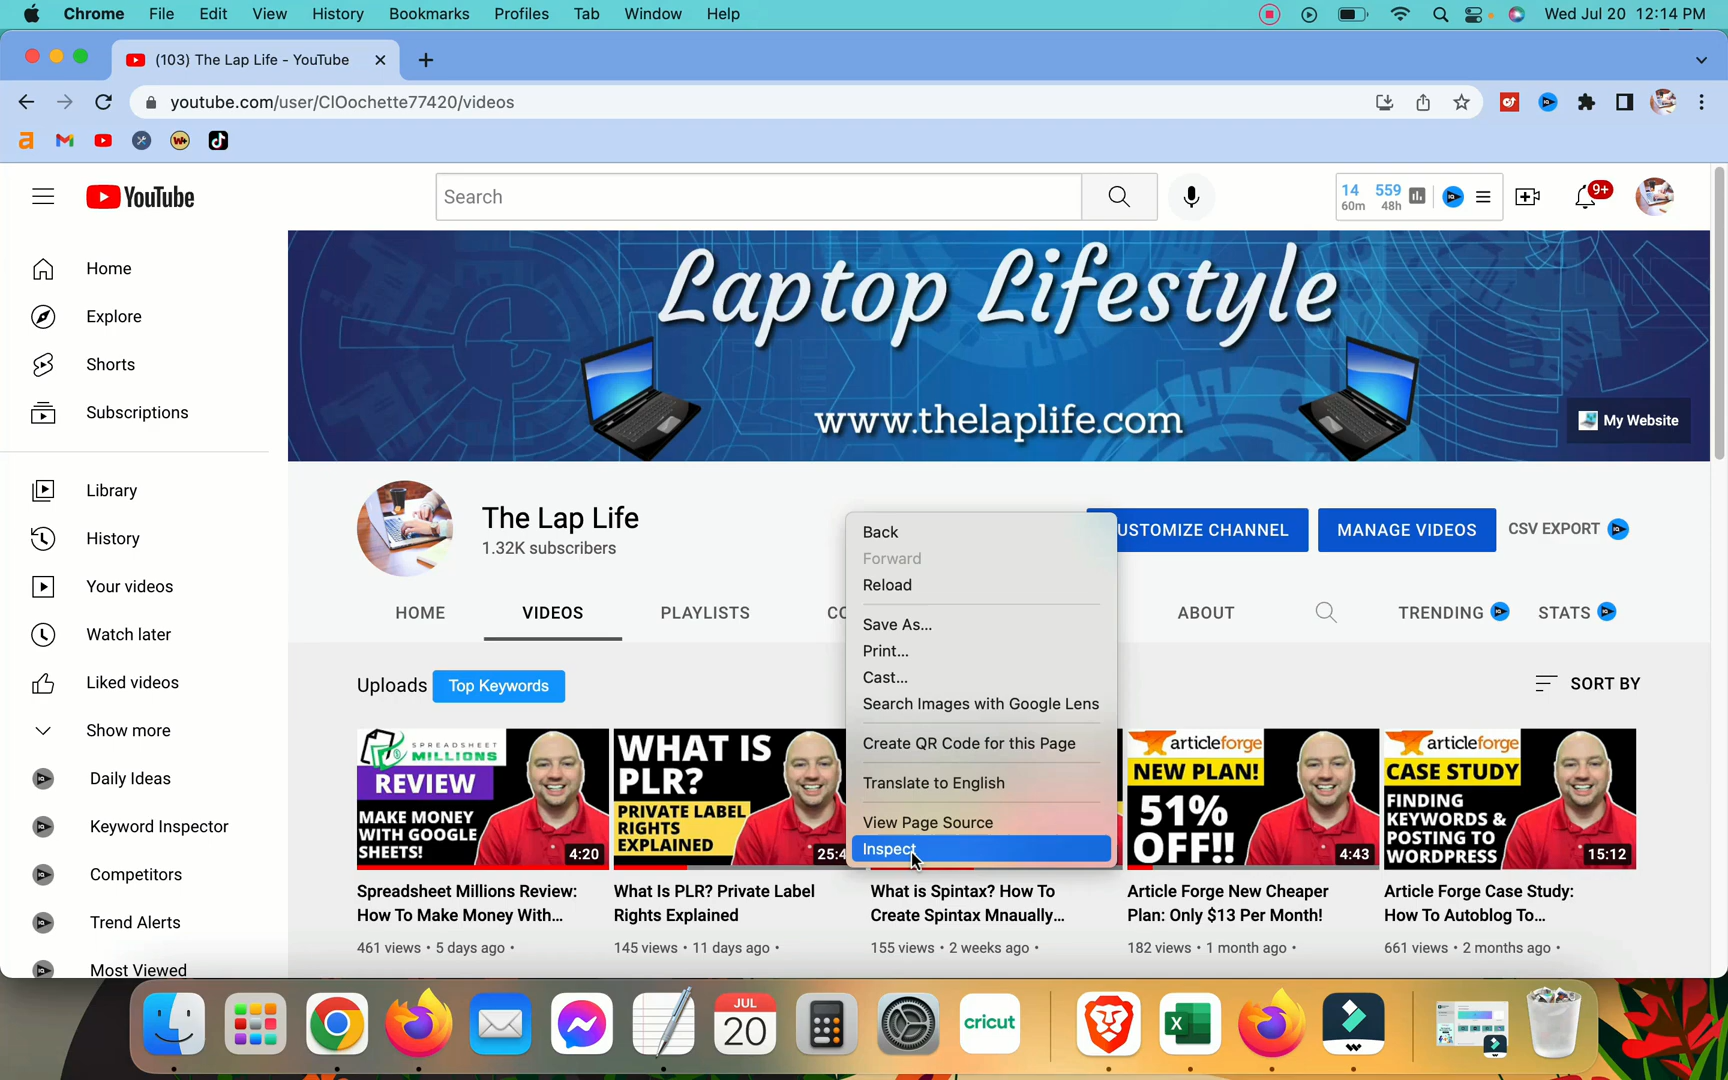 Chrome File Edit View History Bookmarks Profiles Tab Window Help Wed Jul 20 12:14 PM
(103) The Lap Life - YouTube
youtube.com/user/ClOochette77420/videos
YouTube
Search
14 559
60m 48h
9+
Home
Explore
Shorts
Subscriptions
Library
History
Your videos
Watch later
Liked videos
Show more
Daily Ideas
Keyword Inspector
Competitors
Trend Alerts
Most Viewed
Laptop Lifestyle
www.thelaplife.com
My Website
The Lap Life
1.32K subscribers
USTOMIZE CHANNEL
MANAGE VIDEOS
CSV EXPORT
HOME VIDEOS PLAYLISTS CO ABOUT TRENDING STATS
Back
Forward
Reload
Save As...
Print...
Cast...
Search Images with Google Lens
Create QR Code for this Page
Translate to English
View Page Source
Inspect
Uploads Top Keywords SORT BY
SPREADSHEET
MILLIONS
REVIEW
MAKE MONEY
WITH GOOGLE
SHEETS!
4:20
Spreadsheet Millions Review:
How To Make Money With...
461 views • 5 days ago •
WHAT IS
PLR?
PRIVATE LABEL
RIGHTS
EXPLAINED
25:4
What Is PLR? Private Label
Rights Explained
145 views • 11 days ago •
What is Spintax? How To
Create Spintax Mnaually...
155 views • 2 weeks ago •
articleforge
NEW PLAN!
51%
OFF!!
4:43
Article Forge New Cheaper
Plan: Only $13 Per Month!
182 views • 1 month ago •
articleforge
CASE STUDY
FINDING
KEYWORDS &
POSTING TO
WORDPRESS
15:12
Article Forge Case Study:
How To Autoblog To...
661 views • 2 months ago •
JUL
20
cricut